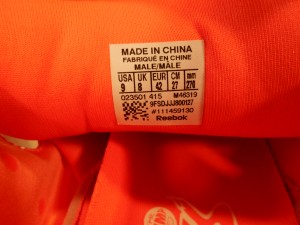 MADE IN CHINA
FABRIQUÉ EN CHINE
MALE/MÂLE
USA UK EUR CM mm
9 8 42 27 270
023501 415 M46319
9FSDJJJ800127
#111459130
Reebok